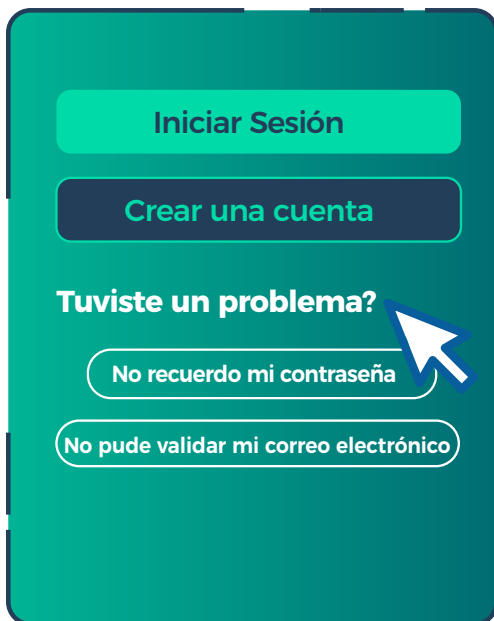 Iniciar Sesión
Crear una cuenta
Tuviste un problema?
No recuerdo mi contraseña
No pude validar mi correo electrónico